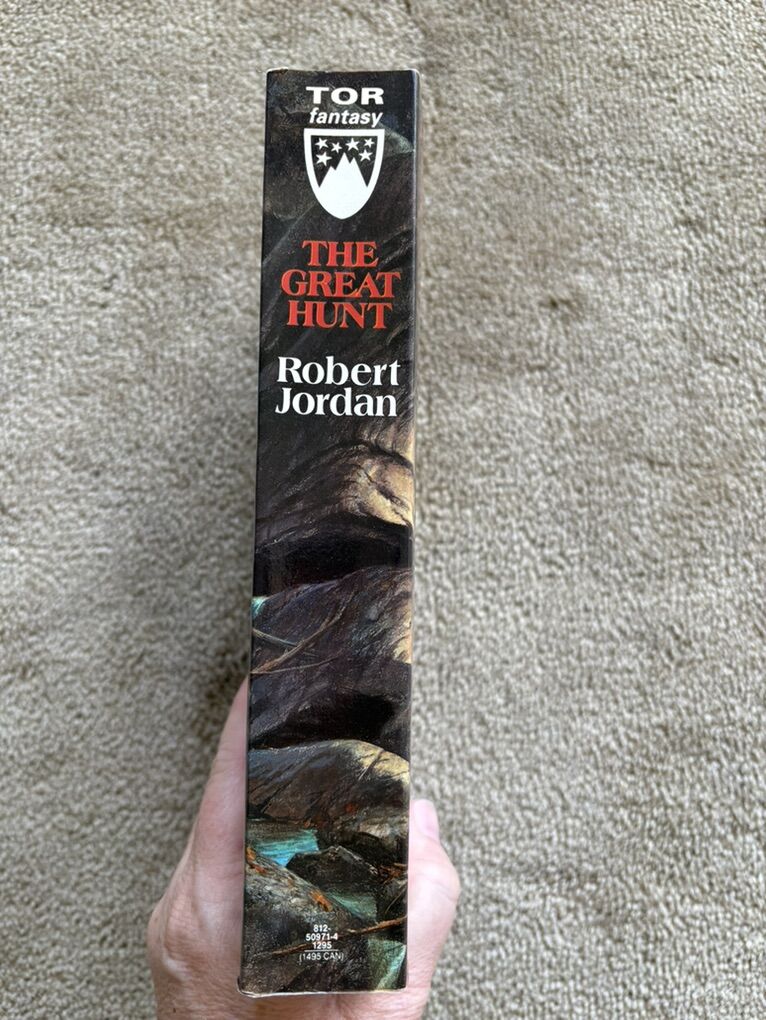 TOR
fantasy
THE
GREAT
HUNT
Robert
Jordan
812-
50971-4
1295
(1495 CAN)